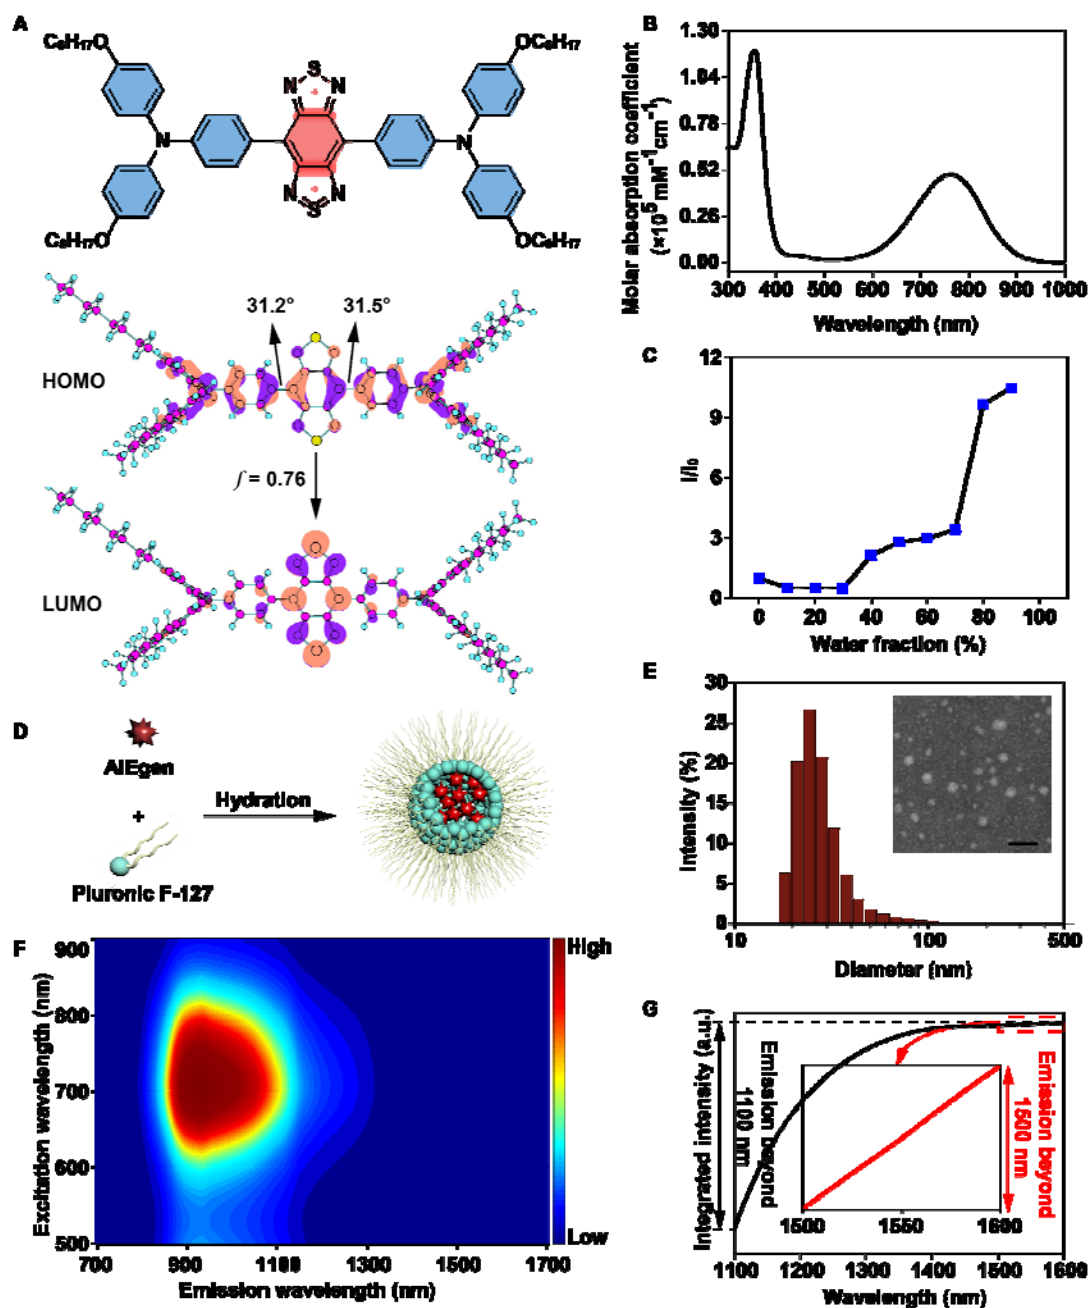 A
C₈H₁₇O
OC₈H₁₇
N S N
N
N
N S N
C₈H₁₇O
OC₈H₁₇
31.2°
31.5°
HOMO
ƒ = 0.76
LUMO
B
Molar absorption coefficient
(×10⁵ mM⁻¹cm⁻¹)
1.30
1.04
0.78
0.52
0.26
0.00
300 400 500 600 700 800 900 1000
Wavelength (nm)
C
I/I₀
12
9
6
3
0
0 20 40 60 80 100
Water fraction (%)
D
AIEgen
+
Pluronic F-127
Hydration
E
Intensity (%)
30
25
20
15
10
5
0
10 100 500
Diameter (nm)
F
Excitation wavelength (nm)
900
800
700
600
500
700 900 1100 1300 1500 1700
Emission wavelength (nm)
High
Low
G
Integrated intensity (a.u.)
Emission beyond
1100 nm
Emission beyond
1500 nm
1500 1550 1600
1100 1200 1300 1400 1500 1600
Wavelength (nm)